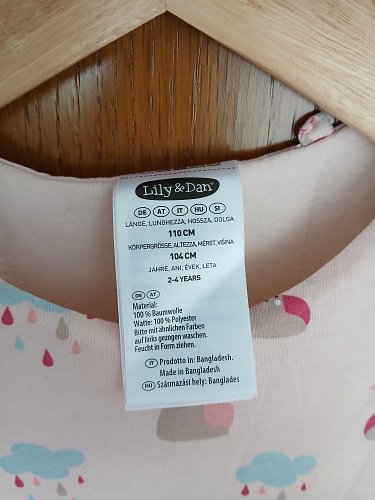 Lily & Dan®
DE AT IT HU SI
LÄNGE, LUNGHEZZA, HOSSZA, DOLGA
110 CM
KÖRPERGRÖSSE, ALTEZZA, MÉRET, VIŠINA
104 CM
JAHRE, ANI, ÉVEK, LETA
2-4 YEARS
DE AT
Material:
100 % Baumwolle
Watte: 100 % Polyester
Bitte mit ähnlichen Farben
auf links gezogen waschen.
Feucht in Form ziehen.
IT Prodotto in: Bangladesh.
Made in Bangladesh
HU Származási hely: Banglades